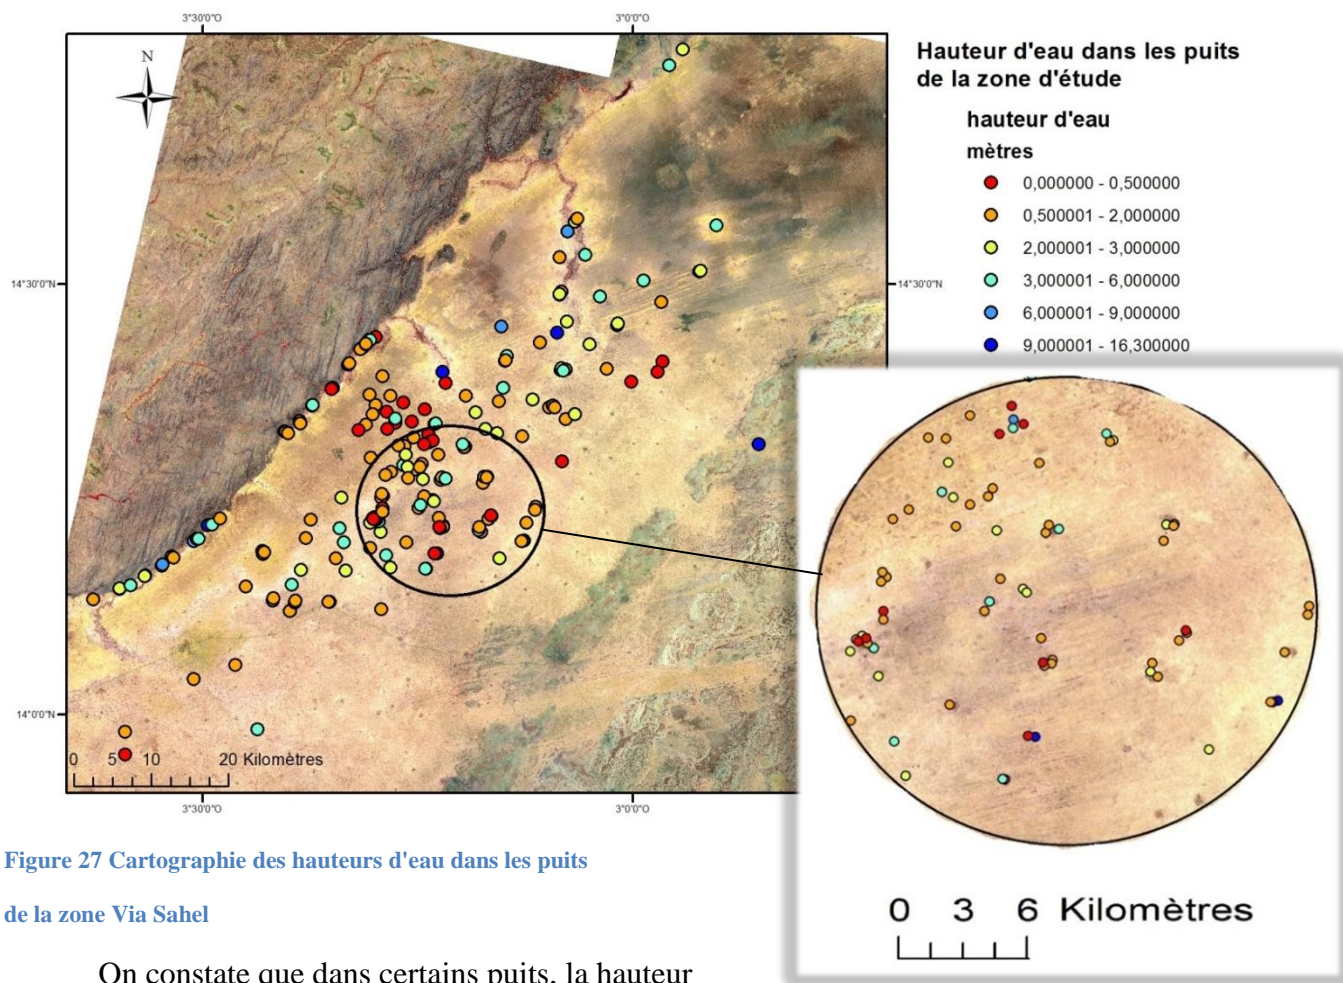 3°30'0"O
3°0'0"O
N
Hauteur d'eau dans les puits
de la zone d'étude
hauteur d'eau
mètres
0,000000 - 0,500000
0,500001 - 2,000000
2,000001 - 3,000000
3,000001 - 6,000000
6,000001 - 9,000000
9,000001 - 16,300000
14°30'0"N
14°30'0"N
14°0'0"N
0 5 10 20 Kilomètres
3°30'0"O
3°0'0"O
0 3 6 Kilomètres
Figure 27 Cartographie des hauteurs d'eau dans les puits
de la zone Via Sahel
On constate que dans certains puits, la hauteur